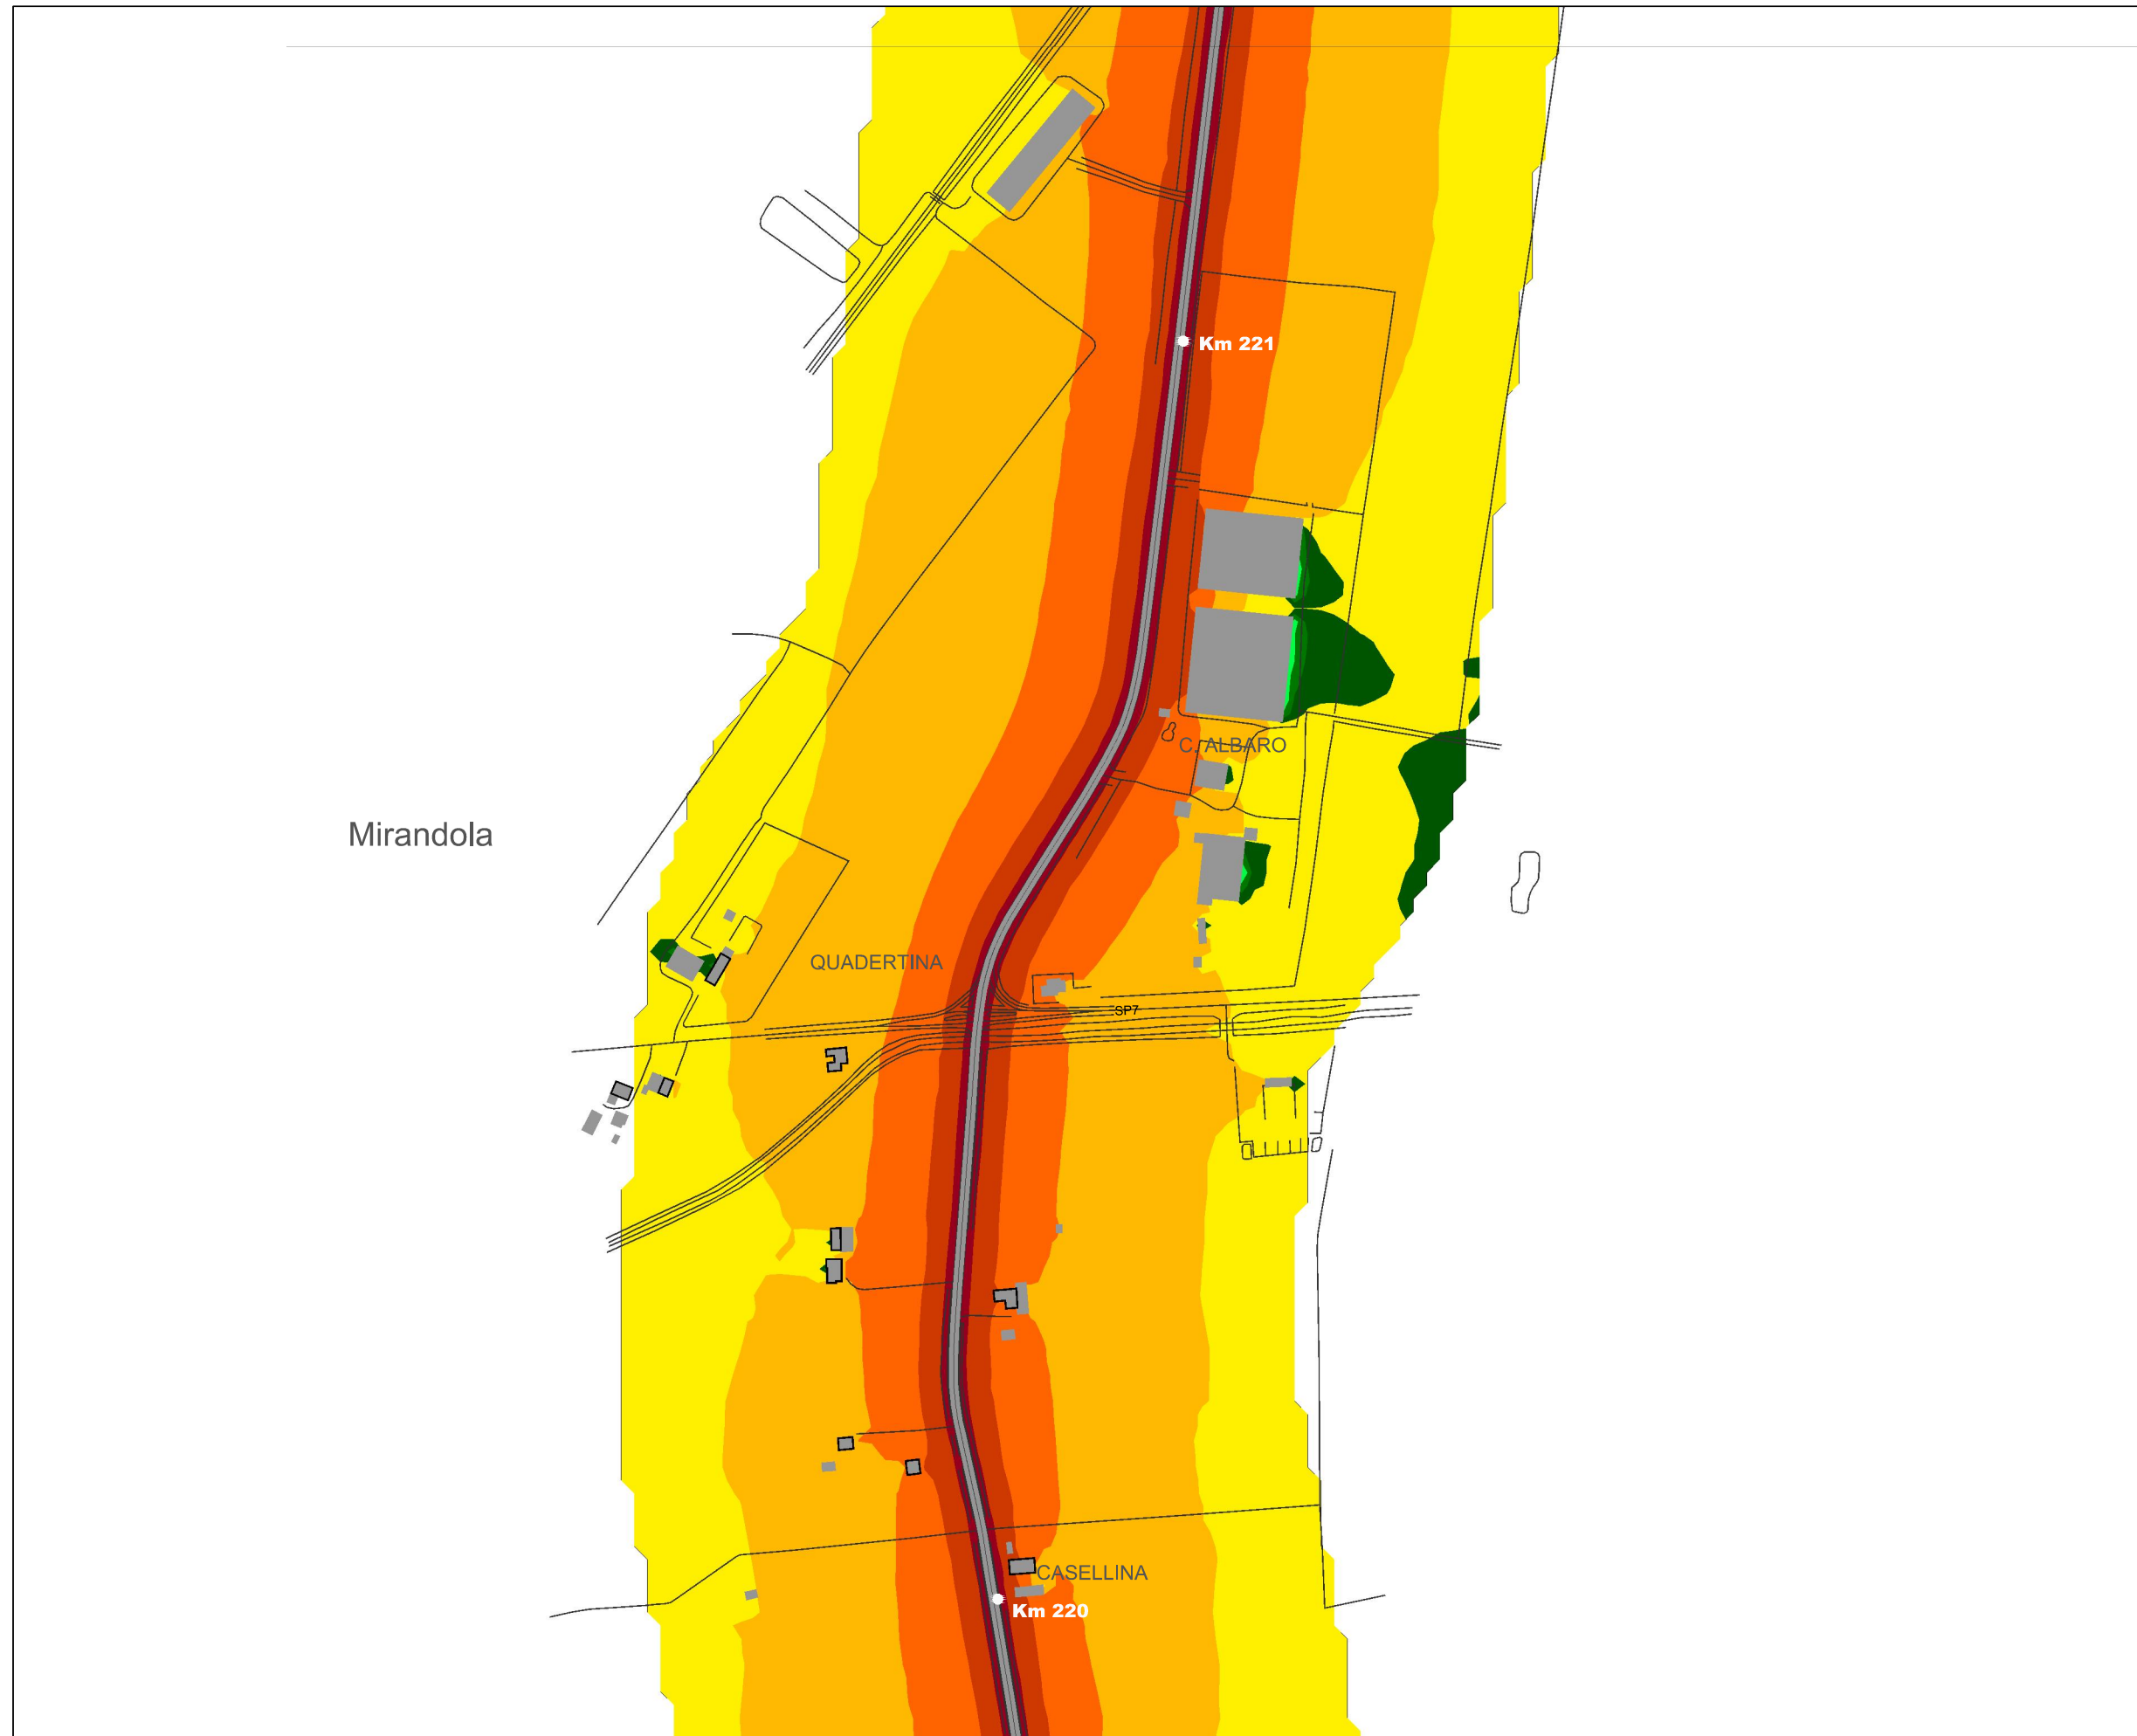 Km 221
C. ALBARO
Mirandola
QUADERTINA
SP7
CASELLINA
Km 220